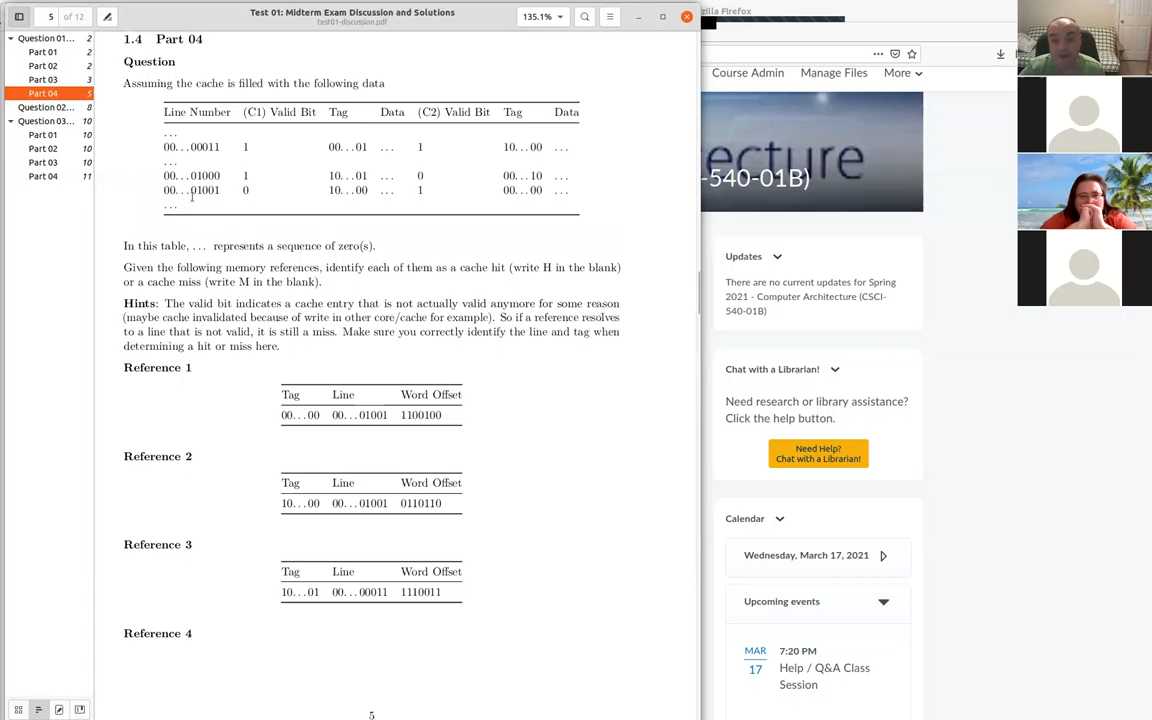 Test 01: Midterm Exam Discussion and Solutions
test01-discussion.pdf
5 of 12
135.1%
Question 01... 2
Part 01 2
Part 02 2
Part 03 3
Part 04 5
Question 02... 8
Question 03... 10
Part 01 10
Part 02 10
Part 03 10
Part 04 11
1.4 Part 04
Question
Assuming the cache is filled with the following data
Line Number (C1) Valid Bit Tag Data (C2) Valid Bit Tag Data
...
00...00011 1 00...01 ... 1 10...00 ...
...
00...01000 1 10...01 ... 0 00...10 ...
00...01001 0 10...00 ... 1 00...00 ...
...
In this table, ... represents a sequence of zero(s).
Given the following memory references, identify each of them as a cache hit (write H in the blank)
or a cache miss (write M in the blank).
Hints: The valid bit indicates a cache entry that is not actually valid anymore for some reason
(maybe cache invalidated because of write in other core/cache for example). So if a reference resolves
to a line that is not valid, it is still a miss. Make sure you correctly identify the line and tag when
determining a hit or miss here.
Reference 1
Tag Line Word Offset
00...00 00...01001 1100100
Reference 2
Tag Line Word Offset
10...00 00...01001 0110110
Reference 3
Tag Line Word Offset
10...01 00...00011 1110011
Reference 4
5
zilla Firefox
Course Admin Manage Files More
ecture
-540-01B)
Updates
There are no current updates for Spring
2021 - Computer Architecture (CSCI-
540-01B)
Chat with a Librarian!
Need research or library assistance?
Click the help button.
Need Help?
Chat with a Librarian!
Calendar
Wednesday, March 17, 2021
Upcoming events
MAR
17
7:20 PM
Help / Q&A Class
Session